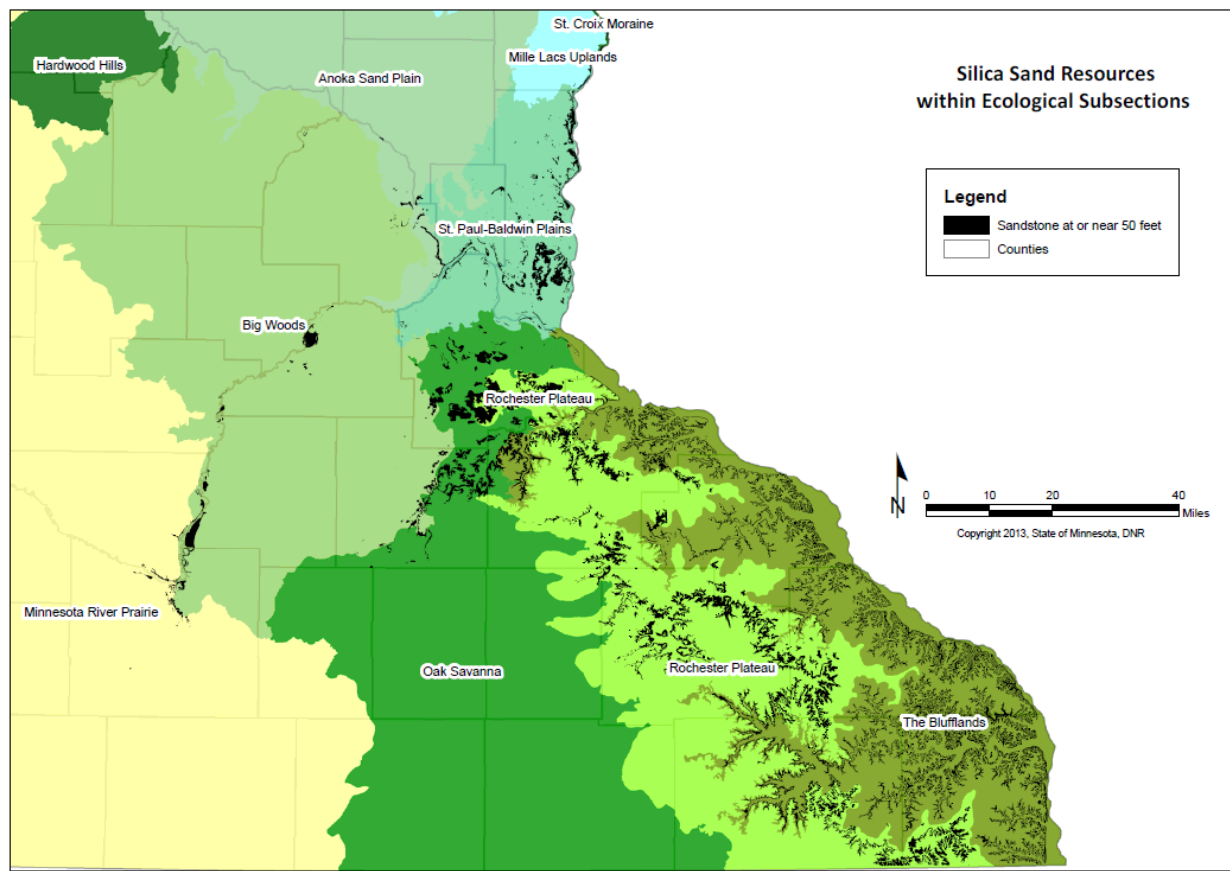 St. Croix Moraine
Mille Lacs Uplands
Hardwood Hills
Anoka Sand Plain
Silica Sand Resources
within Ecological Subsections
Legend
Sandstone at or near 50 feet
Counties
St. Paul-Baldwin Plains
Big Woods
Rochester Plateau
N
0 10 20 40
Miles
Copyright 2013, State of Minnesota, DNR
Minnesota River Prairie
Oak Savanna
Rochester Plateau
The Blufflands